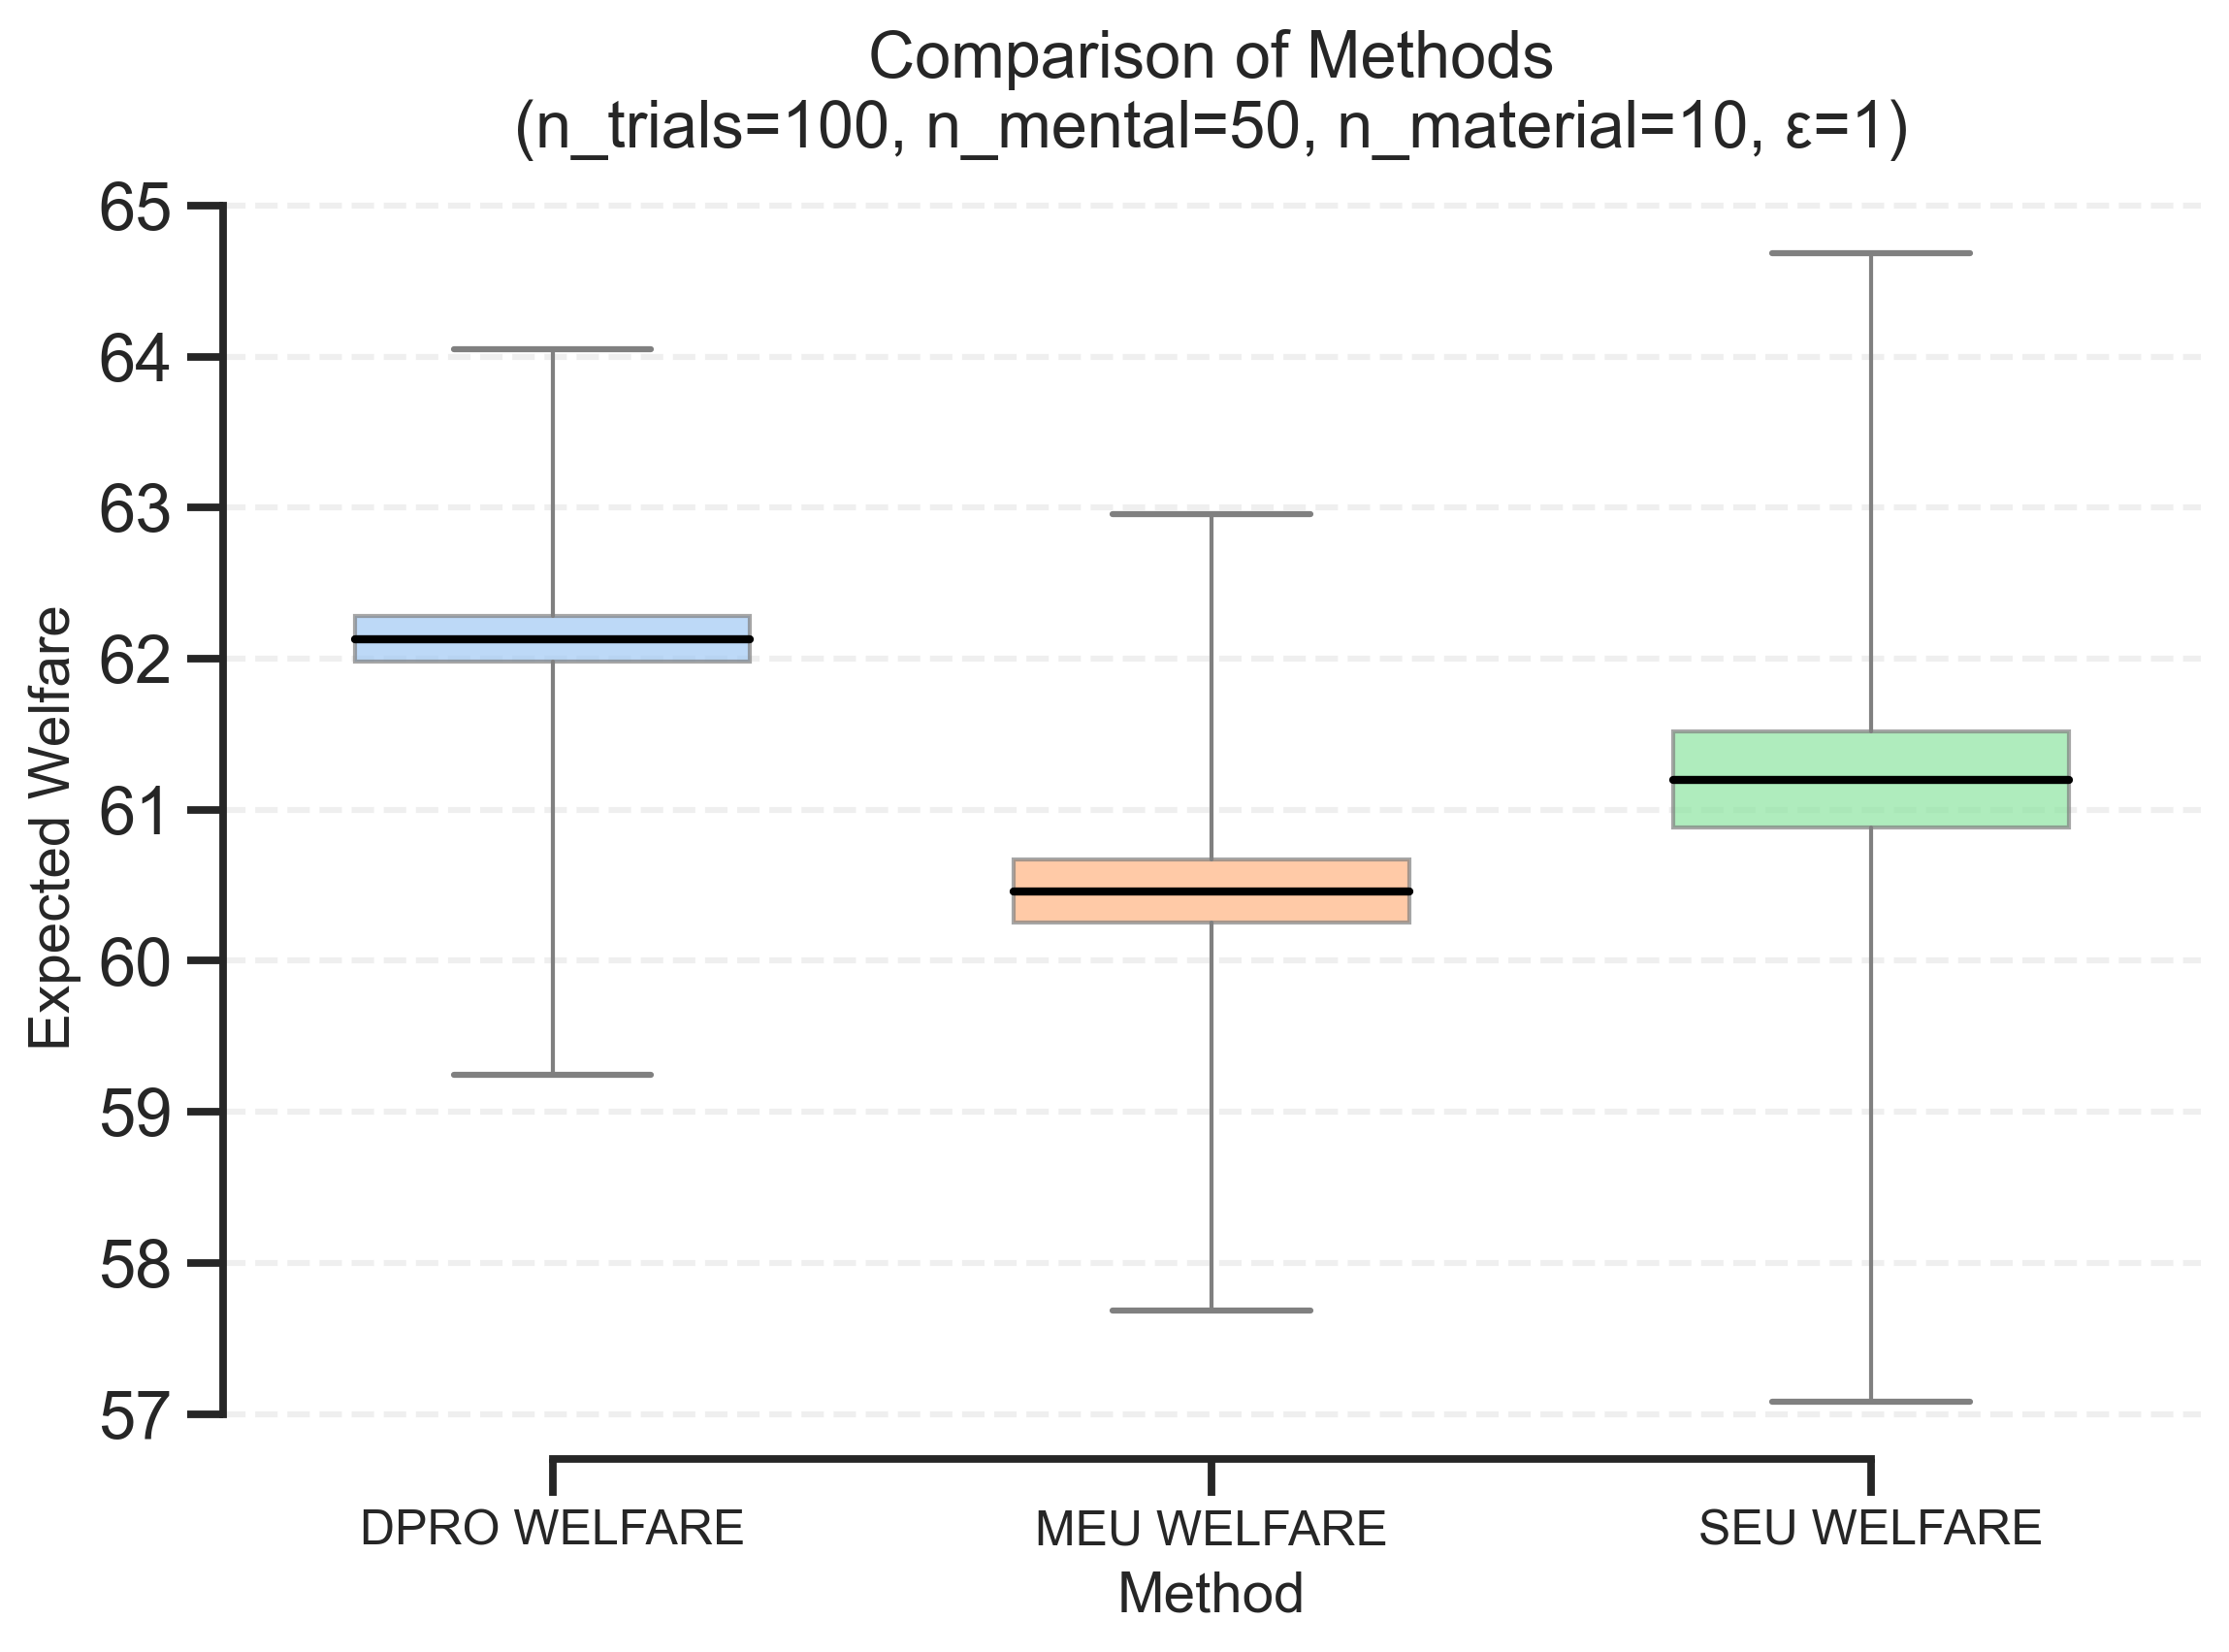 Comparison of Methods
(n_trials=100, n_mental=50, n_material=10, ε=1)
Expected Welfare
65
64
63
62
61
60
59
58
57
DPRO WELFARE
MEU WELFARE
SEU WELFARE
Method